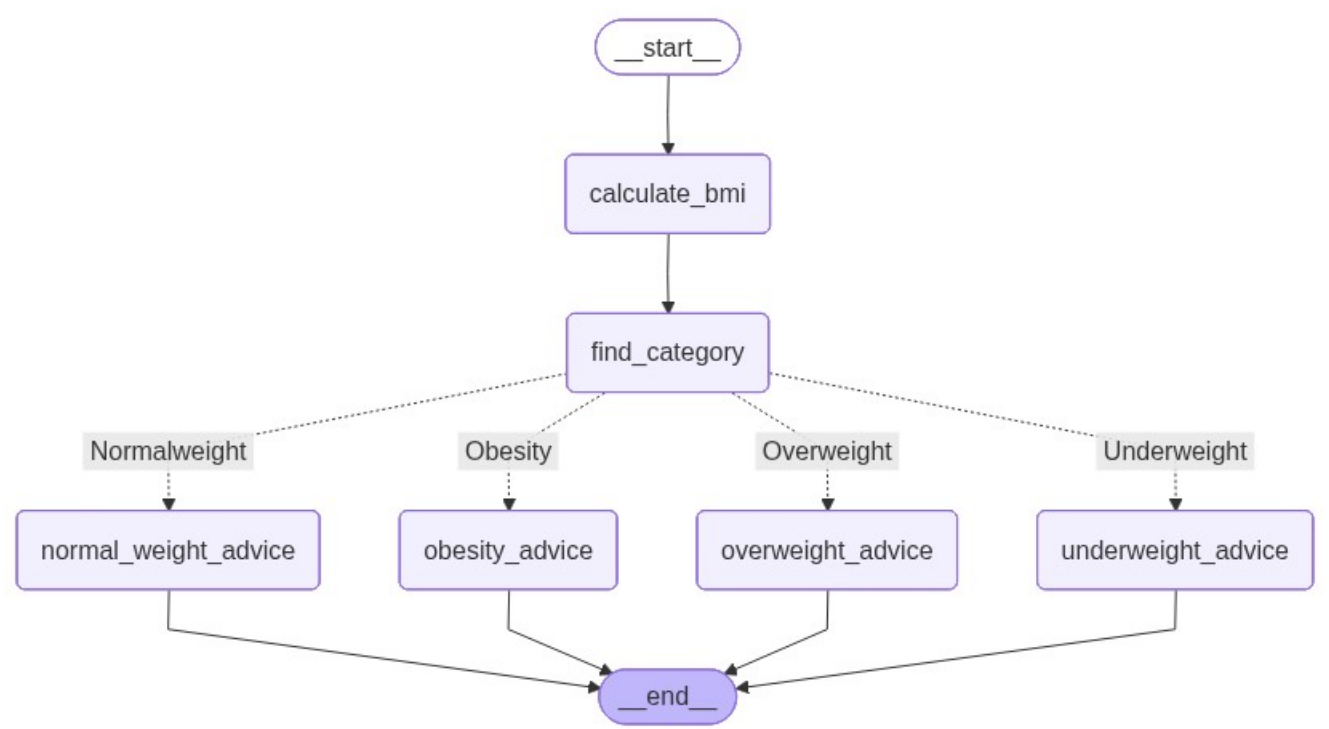 __start__
calculate_bmi
find_category
Normalweight
Obesity
Overweight
Underweight
normal_weight_advice
obesity_advice
overweight_advice
underweight_advice
__end__